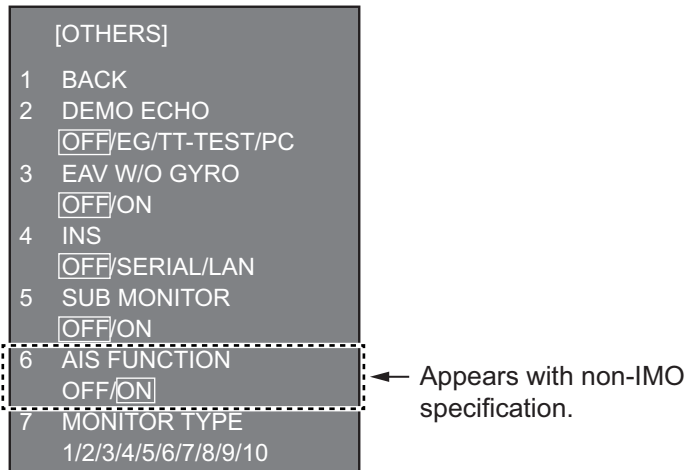 [OTHERS]
1 BACK
2 DEMO ECHO
OFF/EG/TT-TEST/PC
3 EAV W/O GYRO
OFF/ON
4 INS
OFF/SERIAL/LAN
5 SUB MONITOR
OFF/ON
6 AIS FUNCTION
OFF/ON
7 MONITOR TYPE
1/2/3/4/5/6/7/8/9/10
Appears with non-IMO
specification.